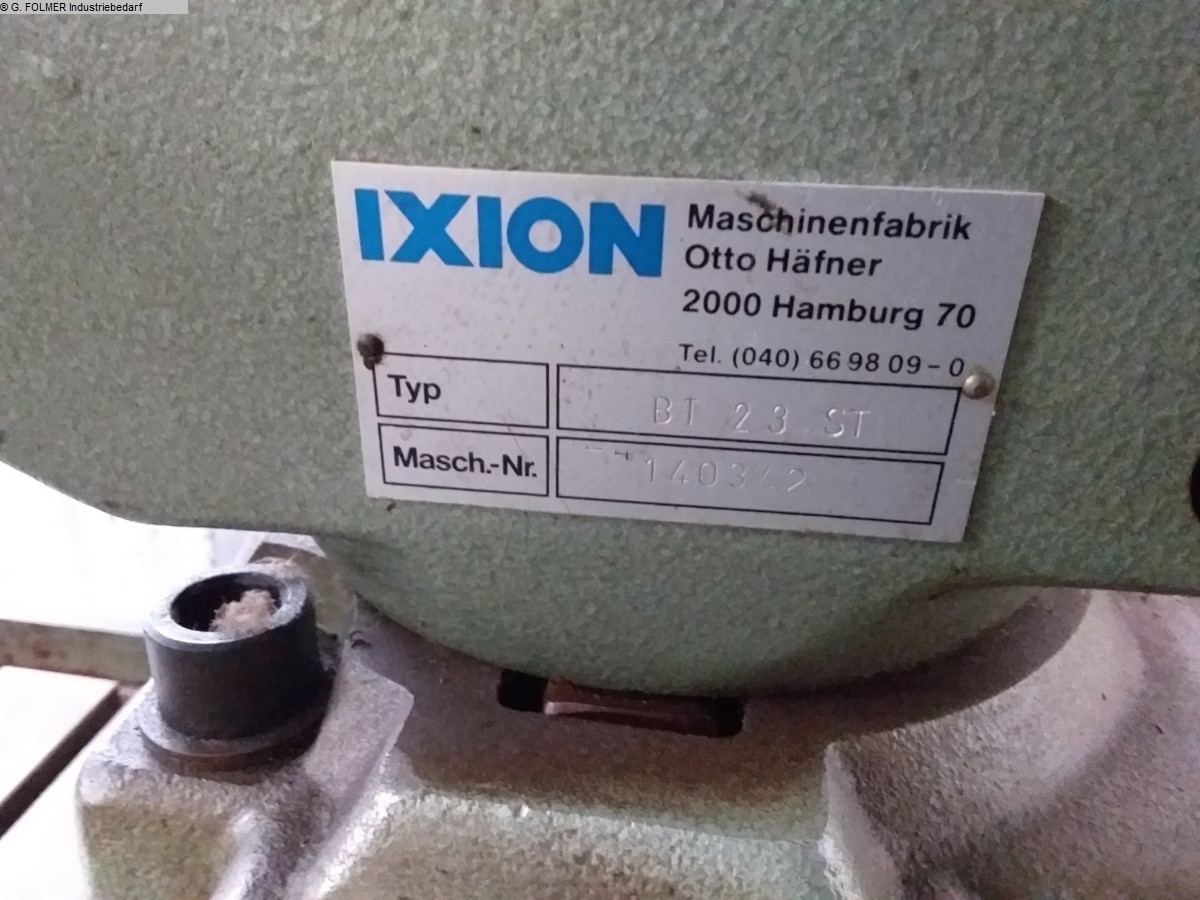 © G. FOLMER Industriebedarf
IXION
Maschinenfabrik
Otto Häfner
2000 Hamburg 70
Tel. (040) 66 98 09 - 0
Typ BT 23 ST
Masch.-Nr. 140342